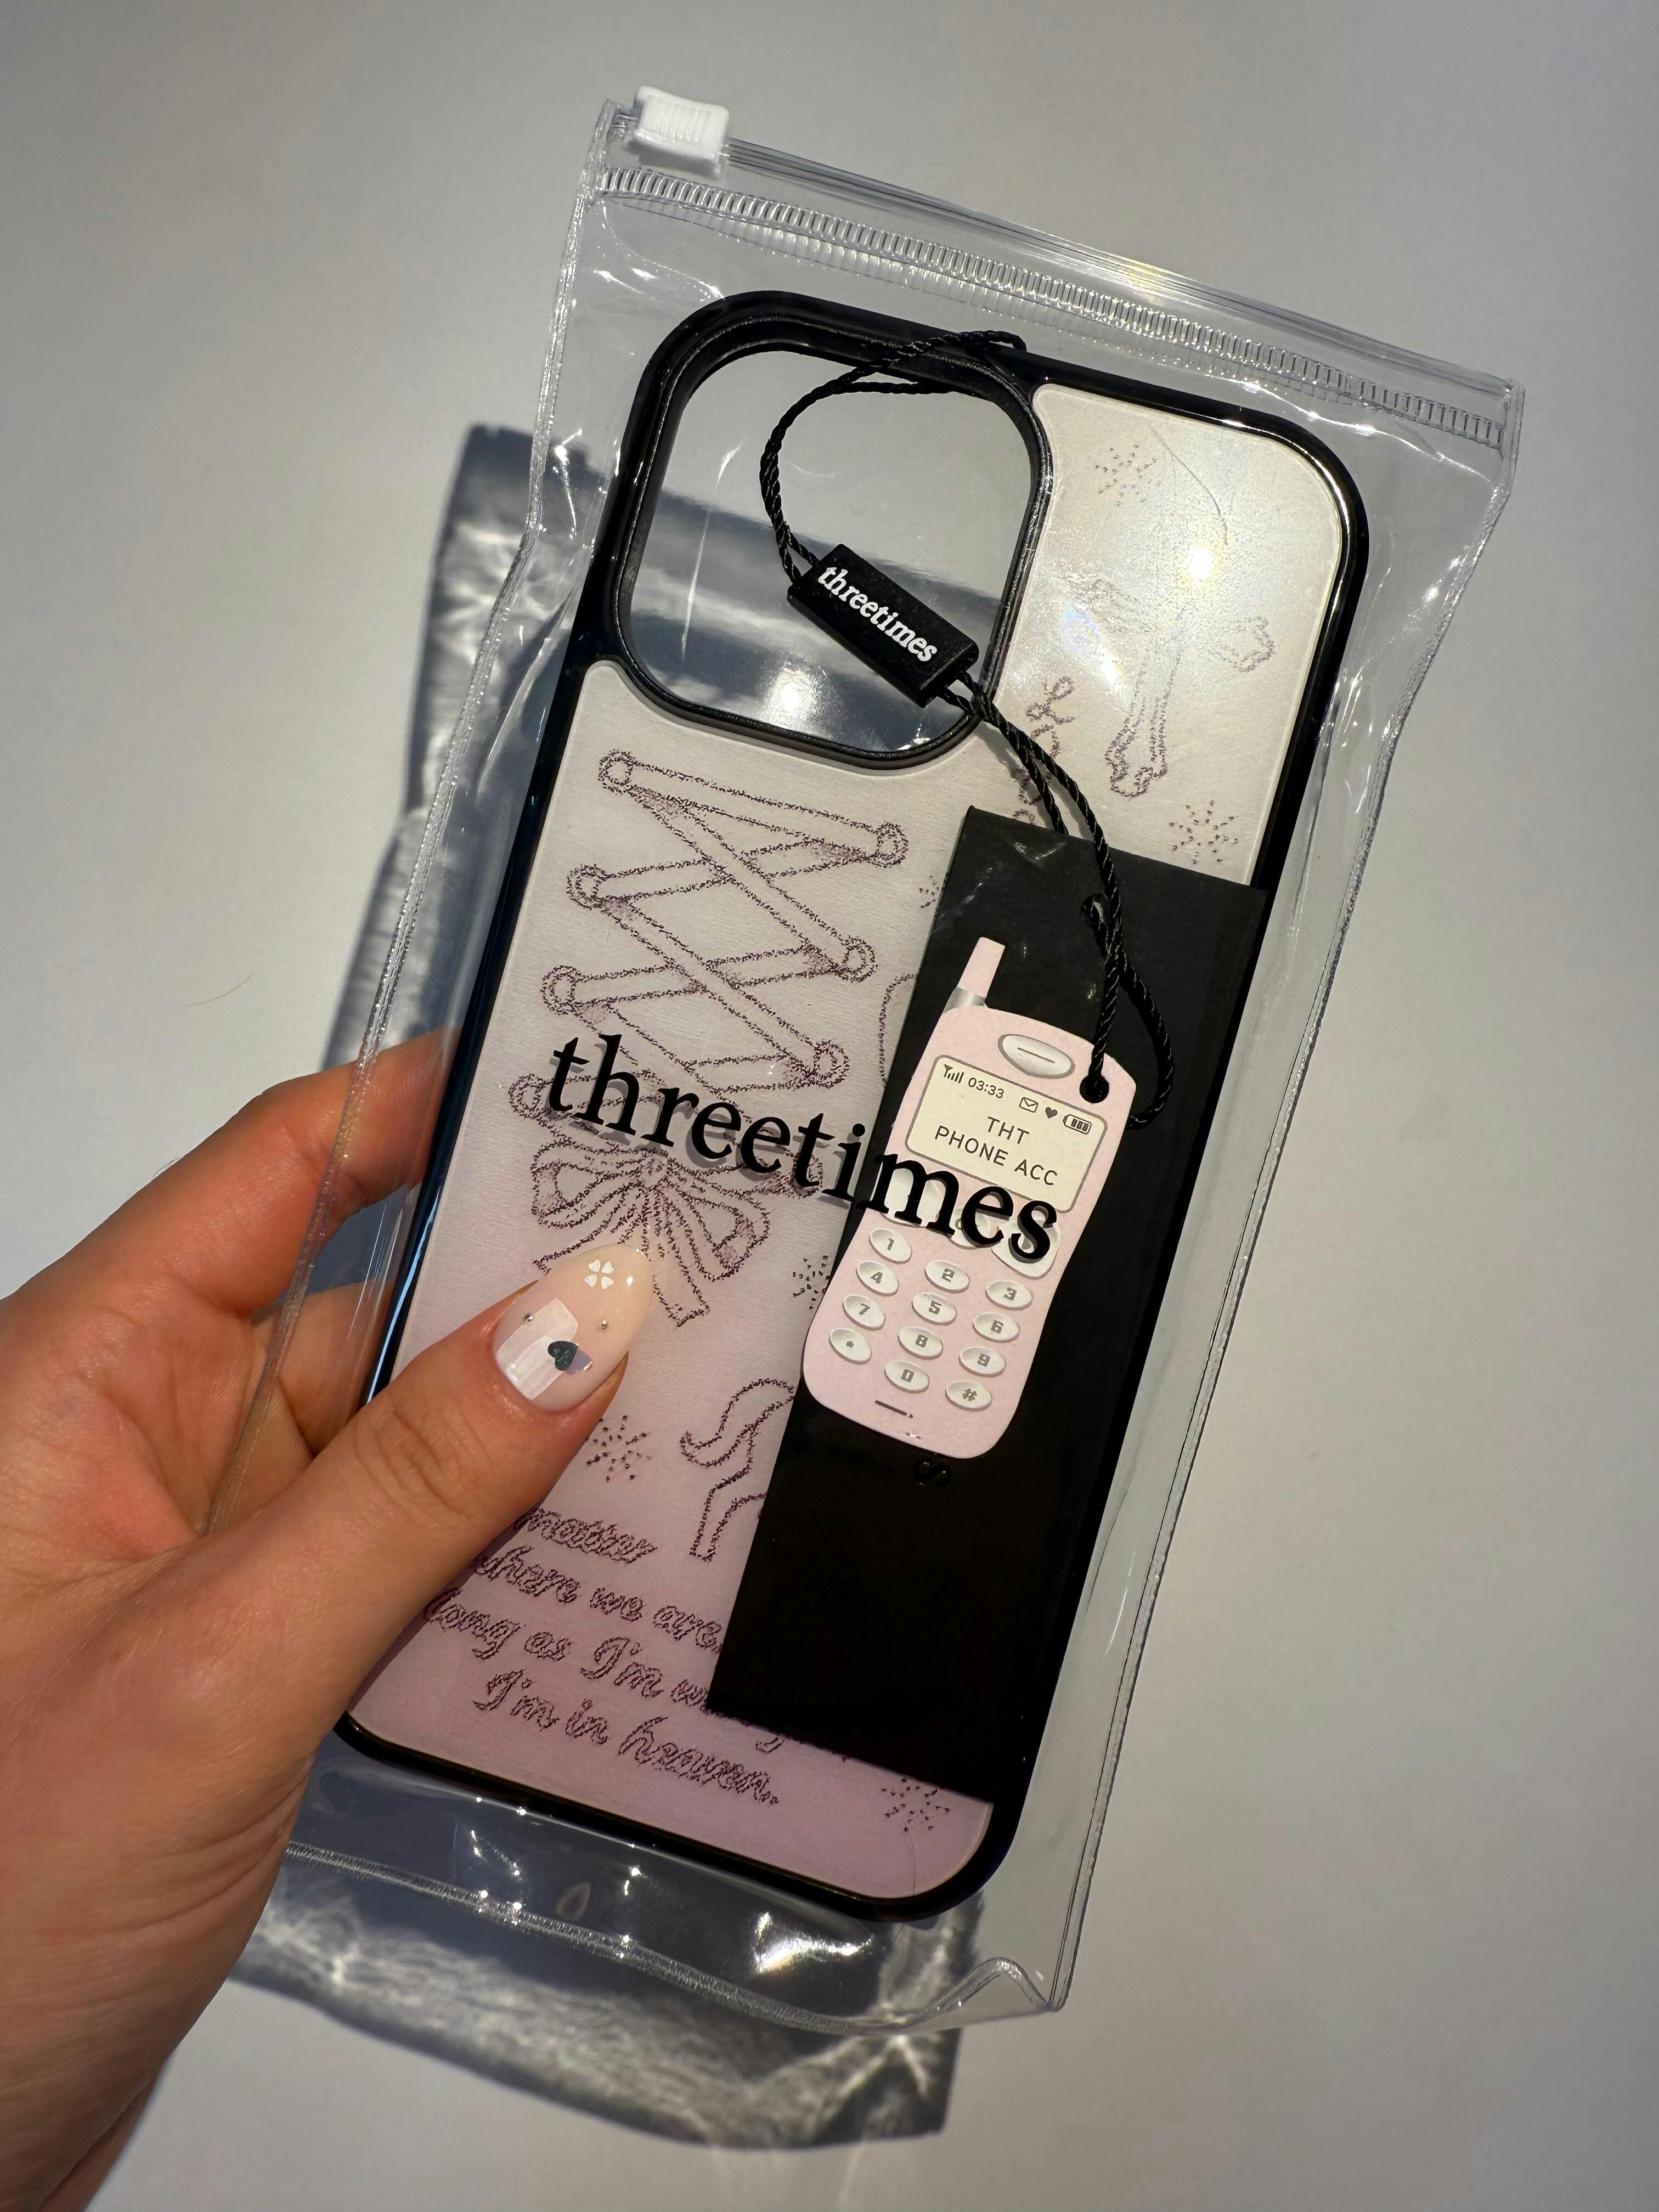 threetimes
03:33
THT
PHONE ACC
threetimes
1 2 3
4 5 6
7 8 9
* 0 #
matter
where we are
long as I'm
I'm in heaven.